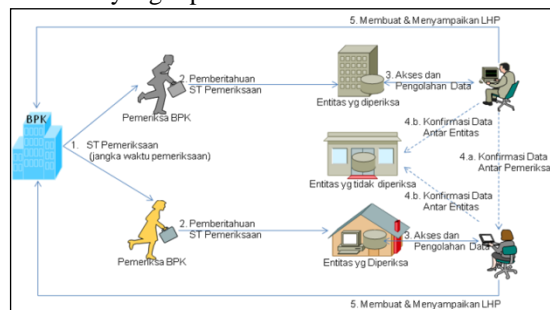 5. Membuat & Menyampaikan LHP
2. Pemberitahuan
ST Pemeriksaan
3. Akses dan
Pengolahan Data
Pemeriksa BPK
Entitas yg diperiksa
BPK
1. ST Pemeriksaan
(jangka waktu pemeriksaan)
4.b. Konfirmasi Data
Antar Entitas
4.a. Konfirmasi Data
Antar Pemeriksa
Entitas yg tidak diperiksa
4.b. Konfirmasi Data
Antar Entitas
2. Pemberitahuan
ST Pemeriksaan
3. Akses dan
Pengolahan Data
Pemeriksa BPK
Entitas yg Diperiksa
5. Membuat & Menyampaikan LHP